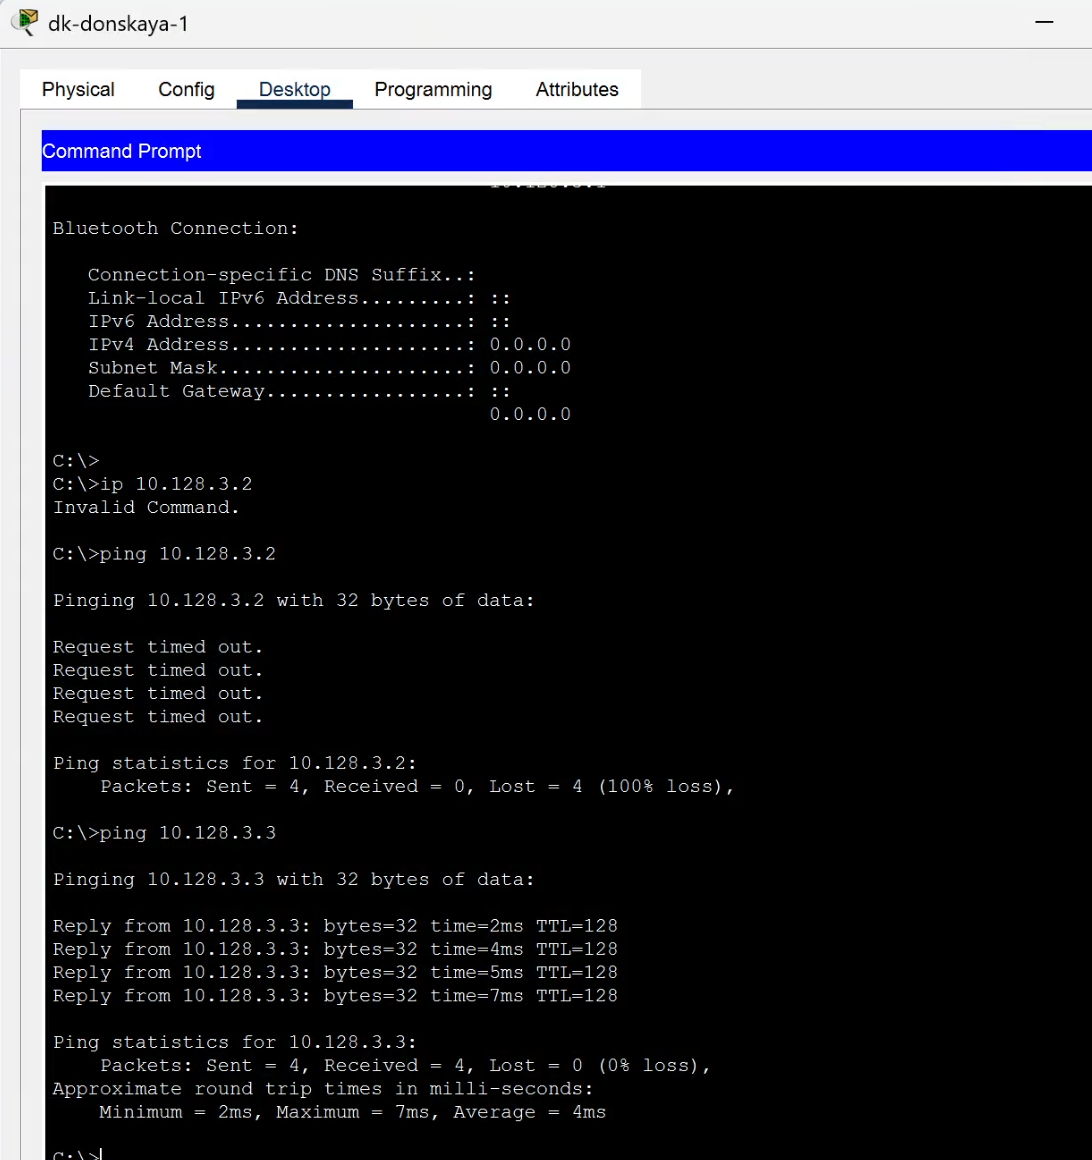 dk-donskaya-1
Physical Config Desktop Programming Attributes
Command Prompt
Bluetooth Connection:
Connection-specific DNS Suffix..:
Link-local IPv6 Address.........: ::
IPv6 Address....................: ::
IPv4 Address....................: 0.0.0.0
Subnet Mask.....................: 0.0.0.0
Default Gateway.................: ::
0.0.0.0
C:\>
C:\>ip 10.128.3.2
Invalid Command.
C:\>ping 10.128.3.2
Pinging 10.128.3.2 with 32 bytes of data:
Request timed out.
Request timed out.
Request timed out.
Request timed out.
Ping statistics for 10.128.3.2:
Packets: Sent = 4, Received = 0, Lost = 4 (100% loss),
C:\>ping 10.128.3.3
Pinging 10.128.3.3 with 32 bytes of data:
Reply from 10.128.3.3: bytes=32 time=2ms TTL=128
Reply from 10.128.3.3: bytes=32 time=4ms TTL=128
Reply from 10.128.3.3: bytes=32 time=5ms TTL=128
Reply from 10.128.3.3: bytes=32 time=7ms TTL=128
Ping statistics for 10.128.3.3:
Packets: Sent = 4, Received = 4, Lost = 0 (0% loss),
Approximate round trip times in milli-seconds:
Minimum = 2ms, Maximum = 7ms, Average = 4ms
C:\>